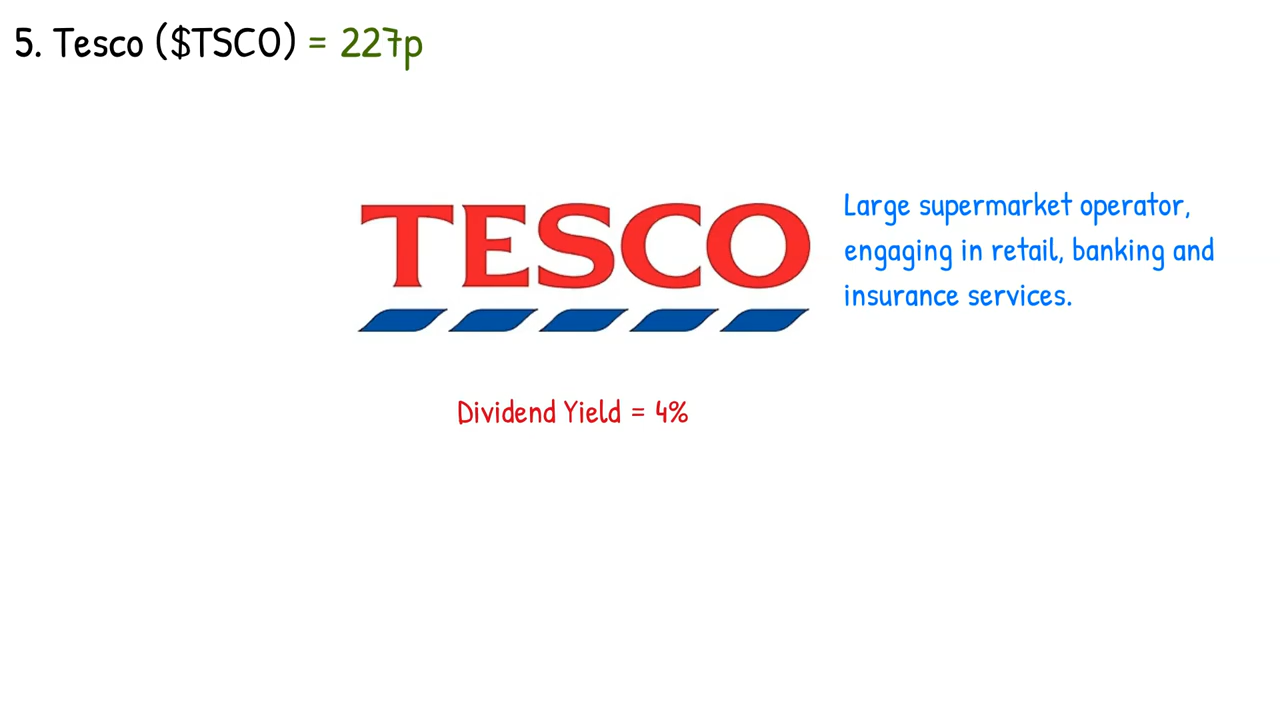 5. Tesco ($TSCO) = 227p
TESCO
Large supermarket operator,
engaging in retail, banking and
insurance services.
Dividend Yield = 4%